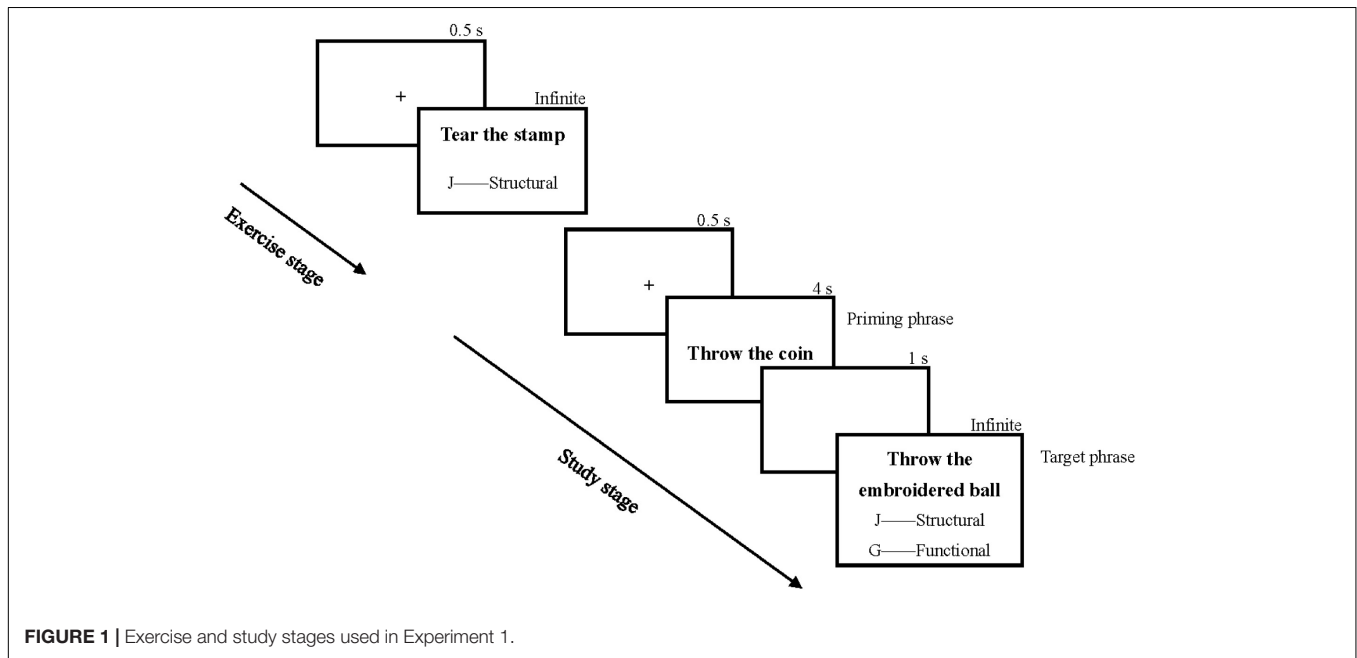 0.5 s
+
Infinite
Tear the stamp
J——Structural
Exercise stage
0.5 s
+
4 s
Priming phrase
Throw the coin
1 s
Infinite
Target phrase
Throw the
embroidered ball
J——Structural
G——Functional
Study stage
FIGURE 1 | Exercise and study stages used in Experiment 1.